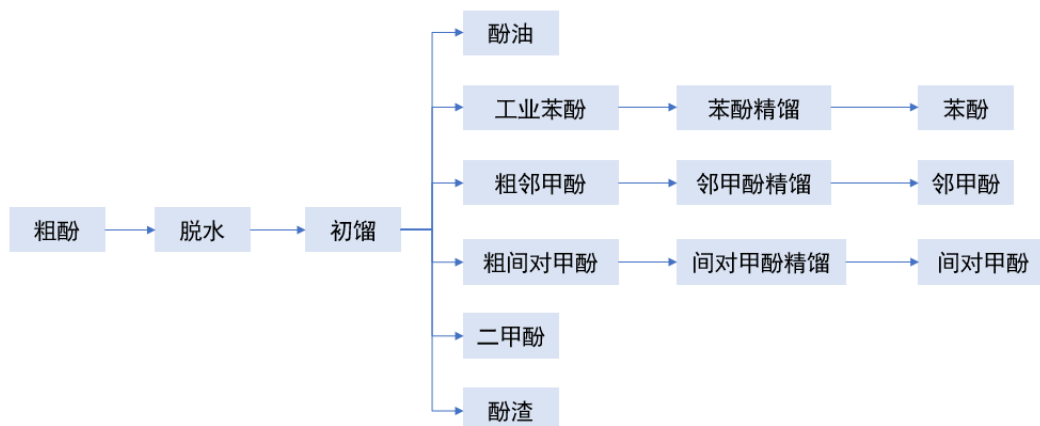 酚油
工业苯酚
苯酚精馏
苯酚
粗邻甲酚
邻甲酚精馏
邻甲酚
粗酚
脱水
初馏
粗间对甲酚
间对甲酚精馏
间对甲酚
二甲酚
酚渣